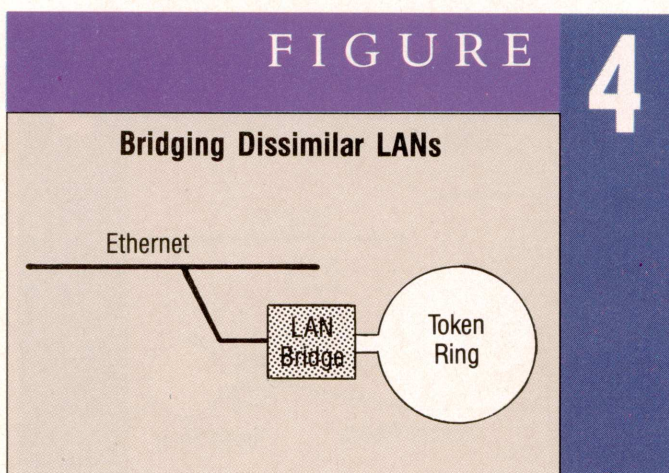 FIGURE 4
Bridging Dissimilar LANs
Ethernet
LAN
Bridge
Token
Ring